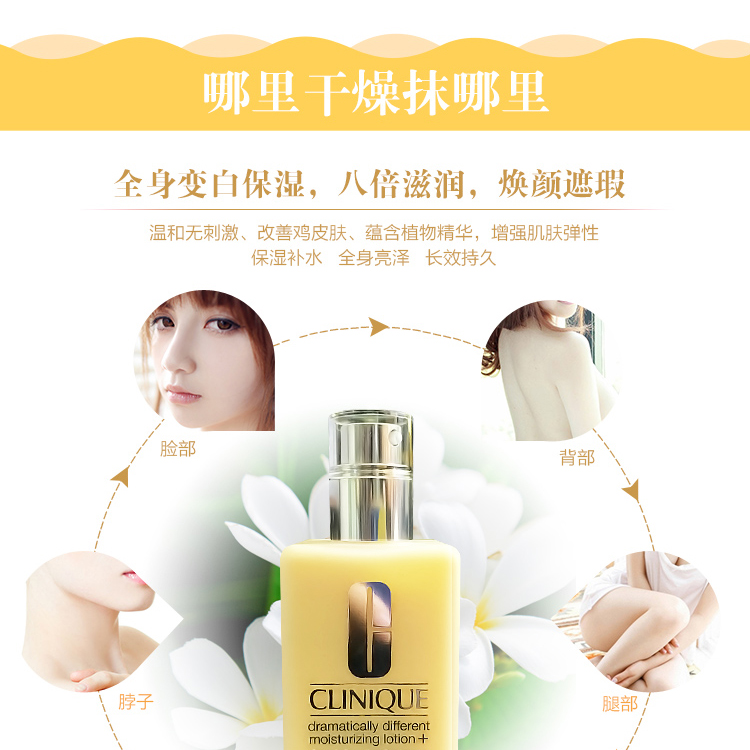 哪里干燥抹哪里
全身变白保湿，八倍滋润，焕颜遮瑕
温和无刺激、改善鸡皮肤、蕴含植物精华，增强肌肤弹性
保湿补水 全身亮泽 长效持久
脸部
背部
脖子
腿部
CLINIQUE
dramatically different
moisturizing lotion+